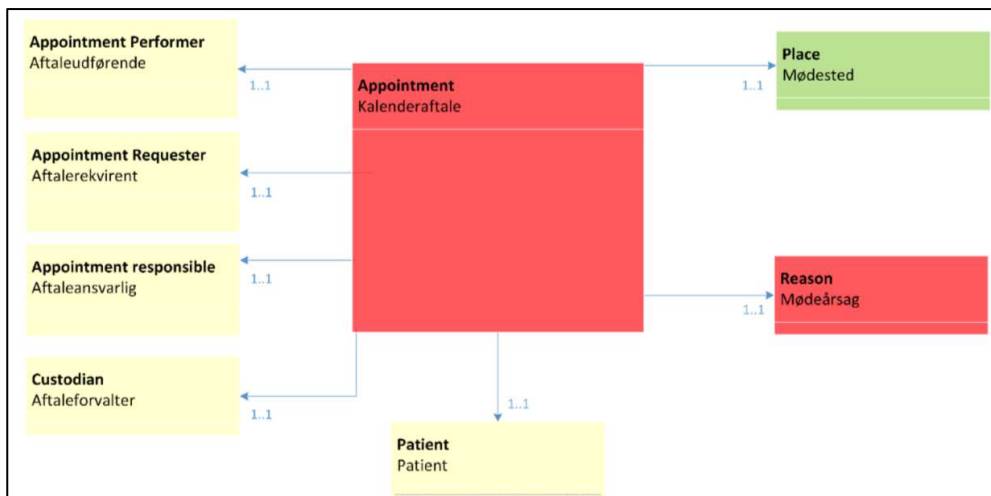 Appointment Performer
Aftaleudførende
1..1
Appointment
Kalenderaftale
Place
Mødested
1..1
Appointment Requester
Aftalerekvirent
1..1
Appointment responsible
Aftaleansvarlig
1..1
Reason
Mødeårsag
1..1
Custodian
Aftaleforvalter
1..1
1..1
Patient
Patient